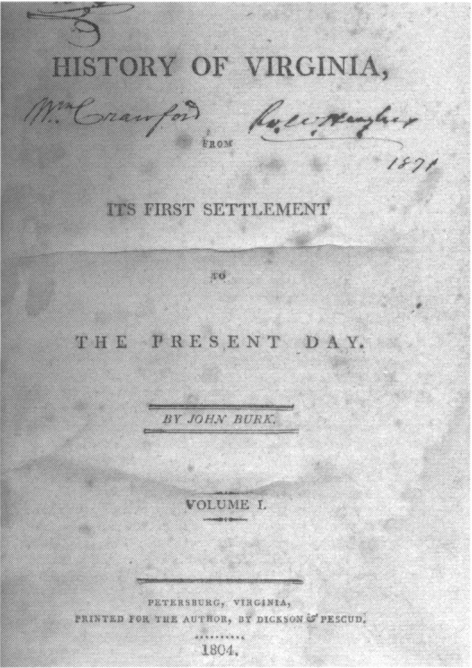 HISTORY OF VIRGINIA,
Wm. Crawford
FROM
1871
ITS FIRST SETTLEMENT
TO
THE PRESENT DAY.
BY JOHN BURK.
VOLUME I.
PETERSBURG, VIRGINIA,
PRINTED FOR THE AUTHOR, BY DICKSON & PESCUD.
1804.